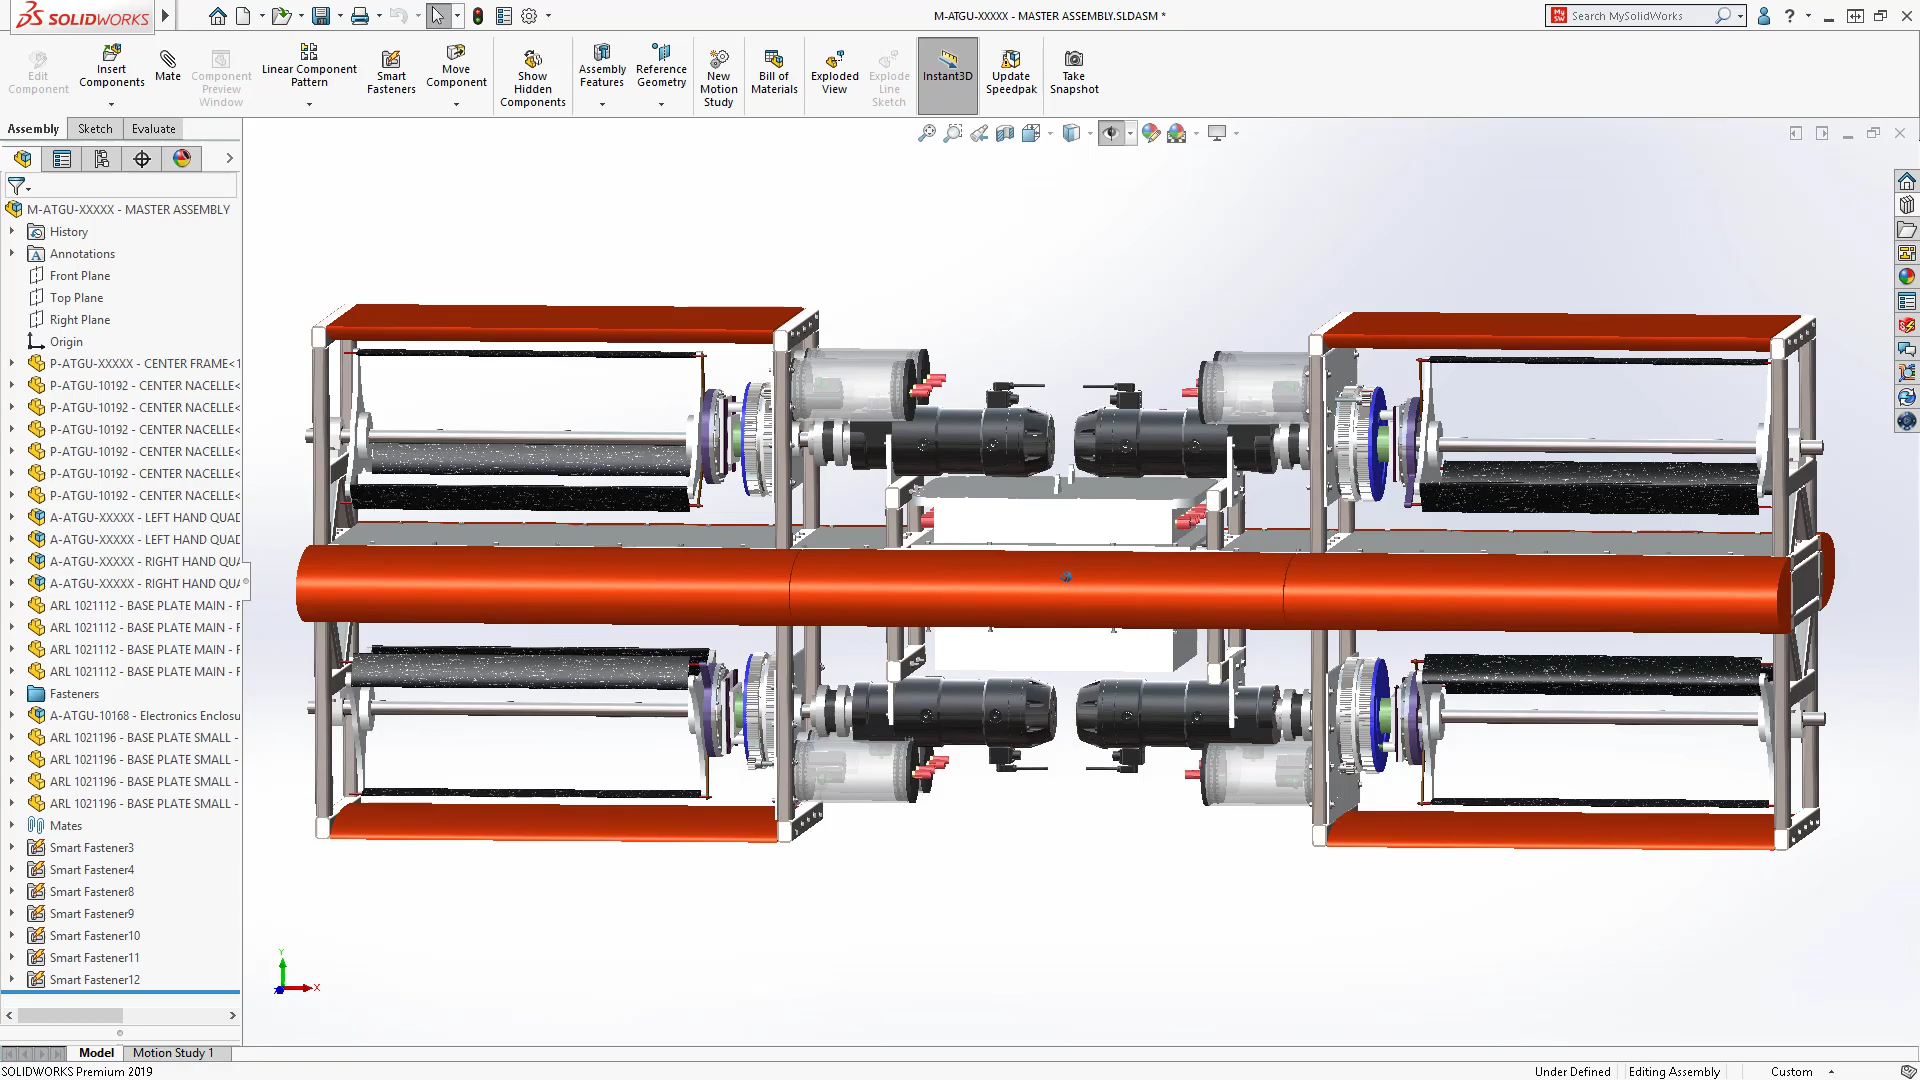 SOLIDWORKS
M-ATGU-XXXXX - MASTER ASSEMBLY.SLDASM *
Search MySolidWorks
Edit Component
Insert Components
Mate
Component Preview Window
Linear Component Pattern
Smart Fasteners
Move Component
Show Hidden Components
Assembly Features
Reference Geometry
New Motion Study
Bill of Materials
Exploded View
Explode Line Sketch
Instant3D
Update Speedpak
Take Snapshot
Assembly
Sketch
Evaluate
M-ATGU-XXXXX - MASTER ASSEMBLY
History
Annotations
Front Plane
Top Plane
Right Plane
Origin
P-ATGU-XXXXX - CENTER FRAME<1
P-ATGU-10192 - CENTER NACELLE<
P-ATGU-10192 - CENTER NACELLE<
P-ATGU-10192 - CENTER NACELLE<
P-ATGU-10192 - CENTER NACELLE<
P-ATGU-10192 - CENTER NACELLE<
P-ATGU-10192 - CENTER NACELLE<
A-ATGU-XXXXX - LEFT HAND QUAD
A-ATGU-XXXXX - LEFT HAND QUAD
A-ATGU-XXXXX - RIGHT HAND QUA
A-ATGU-XXXXX - RIGHT HAND QUA
ARL 1021112 - BASE PLATE MAIN - F
ARL 1021112 - BASE PLATE MAIN - F
ARL 1021112 - BASE PLATE MAIN - F
ARL 1021112 - BASE PLATE MAIN - F
Fasteners
A-ATGU-10168 - Electronics Enclosu
ARL 1021196 - BASE PLATE SMALL -
ARL 1021196 - BASE PLATE SMALL -
ARL 1021196 - BASE PLATE SMALL -
ARL 1021196 - BASE PLATE SMALL -
Mates
Smart Fastener3
Smart Fastener4
Smart Fastener8
Smart Fastener9
Smart Fastener10
Smart Fastener11
Smart Fastener12
Y
X
Model
Motion Study 1
SOLIDWORKS Premium 2019
Under Defined
Editing Assembly
Custom